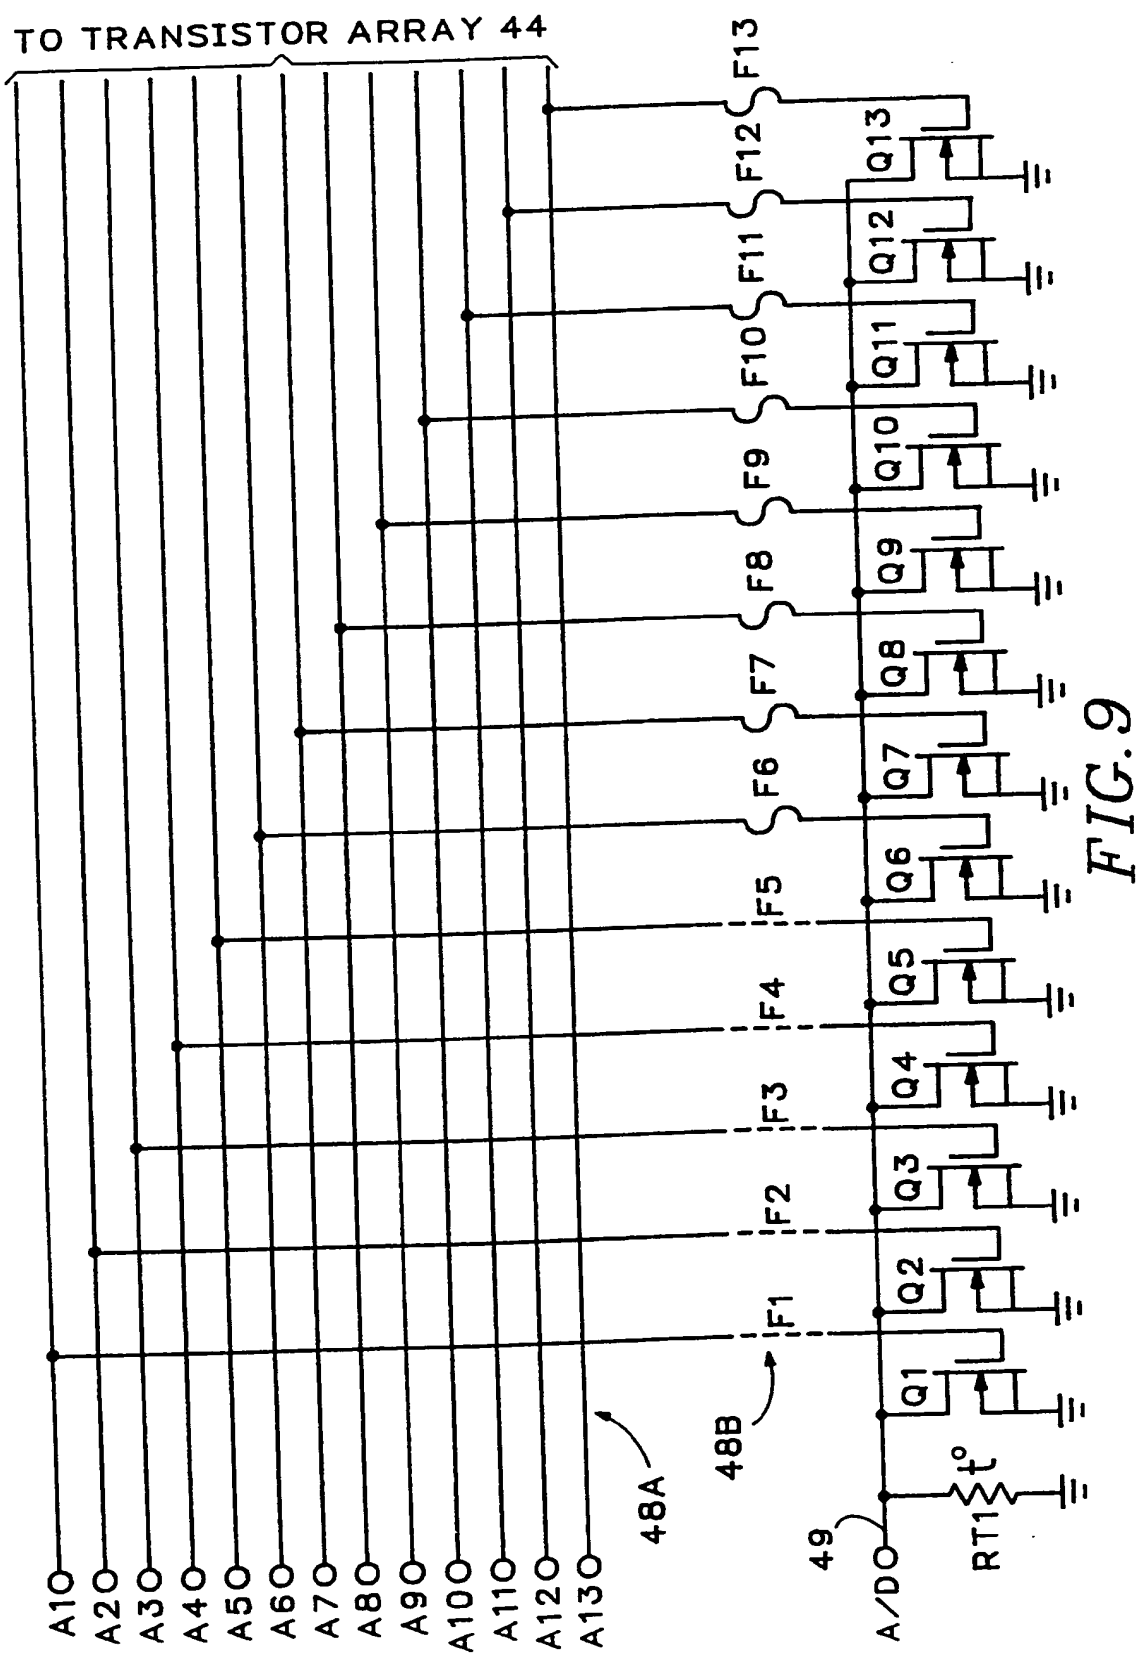 TO TRANSISTOR ARRAY 44
A1
A2
A3
A4
A5
A6
A7
A8
A9
A10
A11
A12
A13
48A
48B
F1
F2
F3
F4
F5
F6
F7
F8
F9
F10
F11
F12
F13
49
A/D
RT1
t°
Q1
Q2
Q3
Q4
Q5
Q6
Q7
Q8
Q9
Q10
Q11
Q12
Q13
FIG. 9